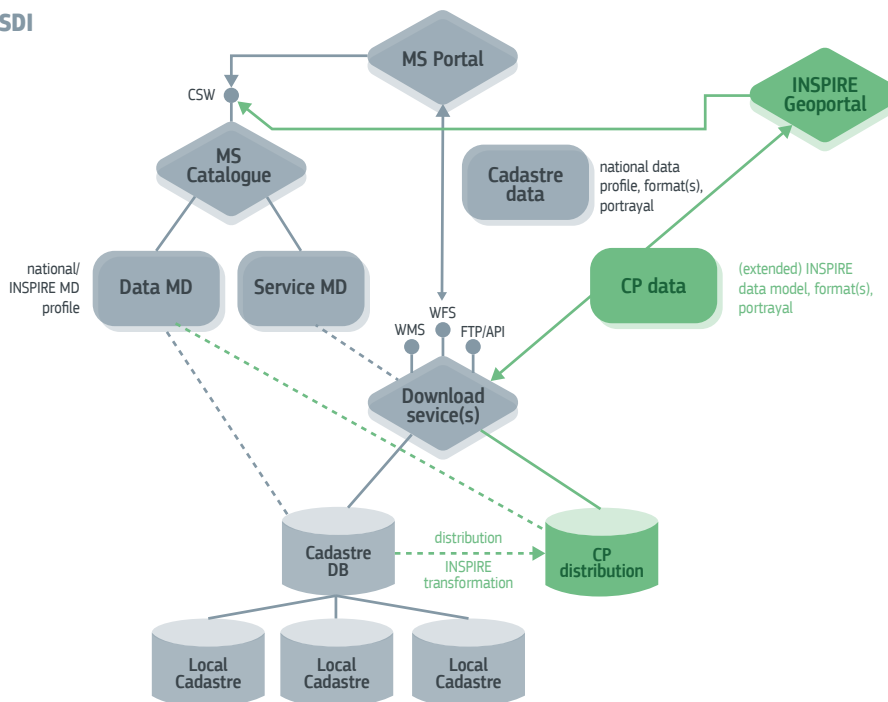 SDI
MS Portal
INSPIRE
Geoportal
CSW
MS
Catalogue
Cadastre
data
national data
profile, format(s),
portrayal
national/
INSPIRE MD
profile
Data MD
Service MD
CP data
(extended) INSPIRE
data model, format(s),
portrayal
WMS
WFS
FTP/API
Download
sevice(s)
Cadastre
DB
distribution
INSPIRE
transformation
CP
distribution
Local
Cadastre
Local
Cadastre
Local
Cadastre